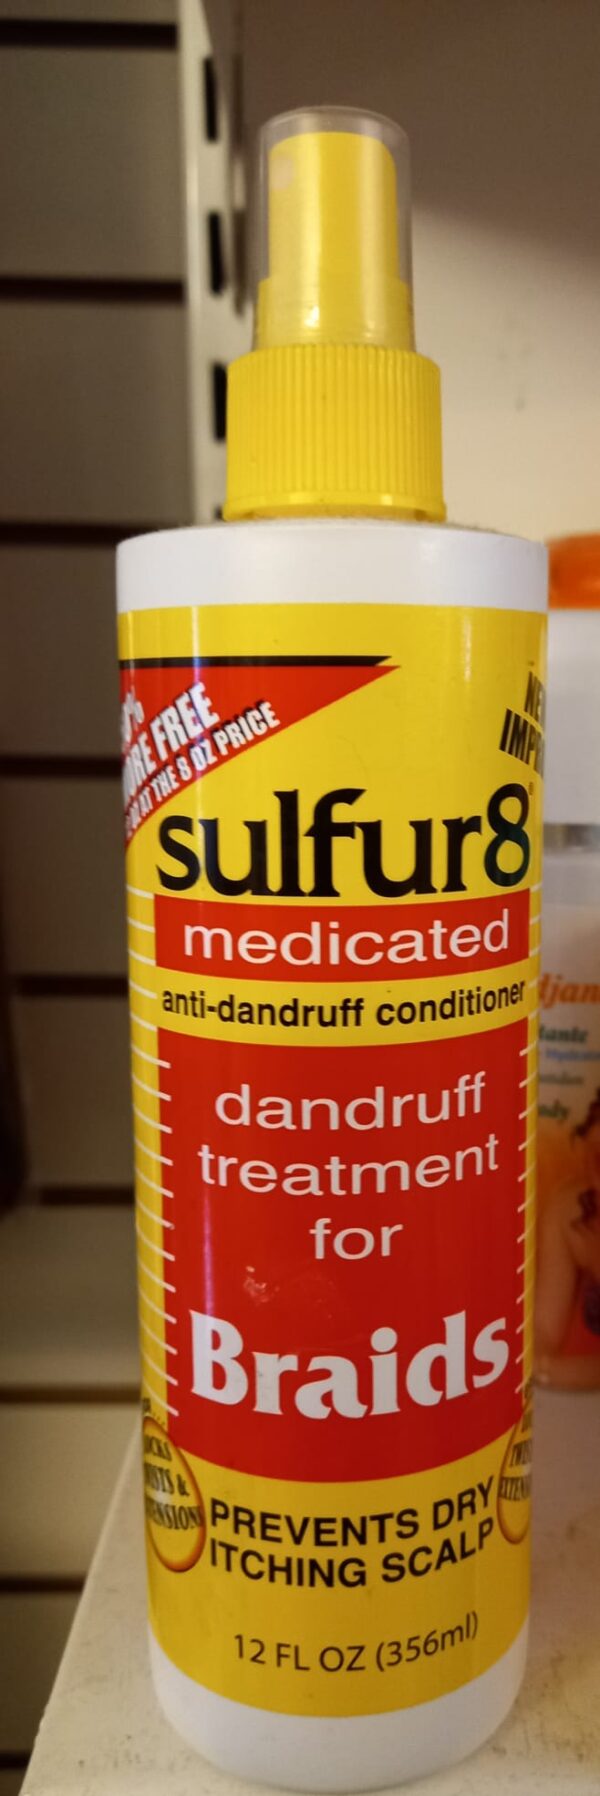 MORE FREE
AT THE 8 OZ PRICE
sulfur8
medicated
anti-dandruff conditioner
dandruff
treatment
for
Braids
PREVENTS DRY
ITCHING SCALP
12 FL OZ (356ml)